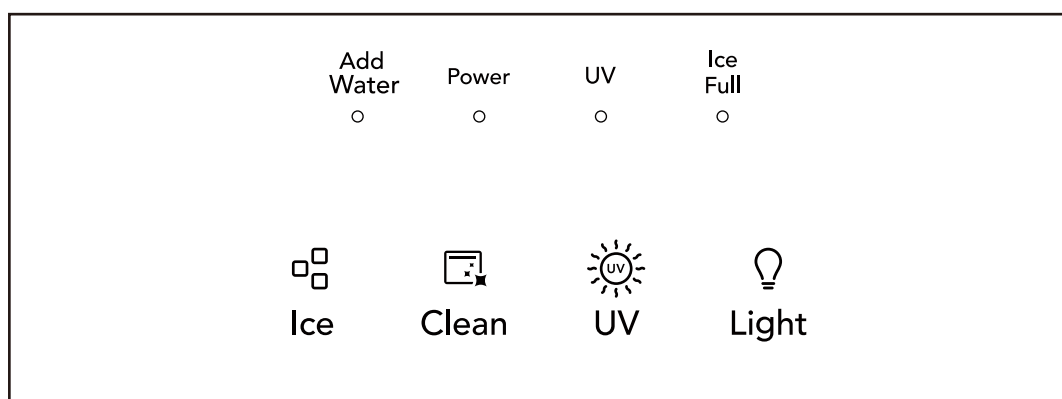 Add
Water
Power
UV
Ice
Full
UV
Ice
Clean
UV
Light